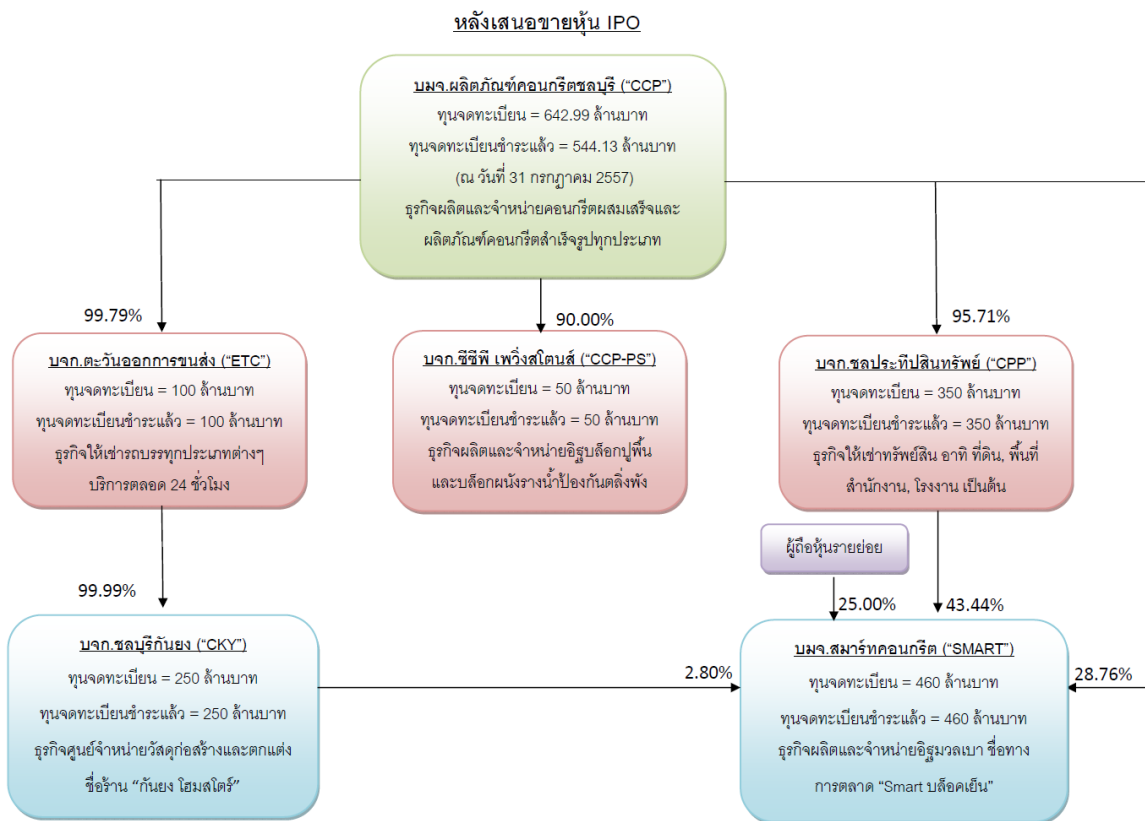 หลังเสนอขายหุ้น IPO
บมจ.ผลิตภัณฑ์คอนกรีตชลบุรี (“CCP”)
ทุนจดทะเบียน = 642.99 ล้านบาท
ทุนจดทะเบียนชำระแล้ว = 544.13 ล้านบาท
(ณ วันที่ 31 กรกฎาคม 2557)
ธุรกิจผลิตและจำหน่ายคอนกรีตผสมเสร็จและ
ผลิตภัณฑ์คอนกรีตสำเร็จรูปทุกประเภท
99.79%
90.00%
95.71%
บจก.ตะวันออกการขนส่ง (“ETC”)
ทุนจดทะเบียน = 100 ล้านบาท
ทุนจดทะเบียนชำระแล้ว = 100 ล้านบาท
ธุรกิจให้เช่ารถบรรทุกประเภทต่างๆ
บริการตลอด 24 ชั่วโมง
บจก.ซีซีพี เพวิ่งสโตนส์ (“CCP-PS”)
ทุนจดทะเบียน = 50 ล้านบาท
ทุนจดทะเบียนชำระแล้ว = 50 ล้านบาท
ธุรกิจผลิตและจำหน่ายอิฐบล็อกปูพื้น
และบล็อกผนังรางน้ำป้องกันตลิ่งพัง
บจก.ชลประทีปสินทรัพย์ (“CPP”)
ทุนจดทะเบียน = 350 ล้านบาท
ทุนจดทะเบียนชำระแล้ว = 350 ล้านบาท
ธุรกิจให้เช่าทรัพย์สิน อาทิ ที่ดิน, พื้นที่
สำนักงาน, โรงงาน เป็นต้น
ผู้ถือหุ้นรายย่อย
99.99%
25.00%
43.44%
บจก.ชลบุรีกันยง (“CKY”)
ทุนจดทะเบียน = 250 ล้านบาท
ทุนจดทะเบียนชำระแล้ว = 250 ล้านบาท
ธุรกิจศูนย์จำหน่ายวัสดุก่อสร้างและตกแต่ง
ชื่อร้าน “กันยง โฮมสโตร์”
2.80%
บมจ.สมาร์ทคอนกรีต (“SMART”)
ทุนจดทะเบียน = 460 ล้านบาท
ทุนจดทะเบียนชำระแล้ว = 460 ล้านบาท
ธุรกิจผลิตและจำหน่ายอิฐมวลเบา ชื่อทาง
การตลาด “Smart บล็อคเย็น”
28.76%